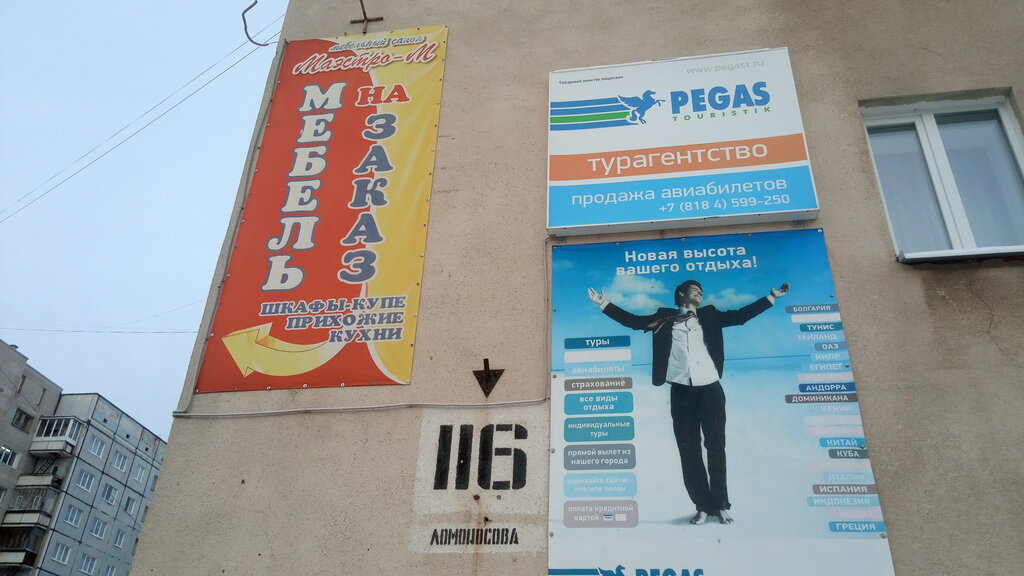 мебельный салон
Маэстро-М
МЕБЕЛЬ
НА
ЗАКАЗ
ШКАФЫ-КУПЕ
ПРИХОЖИЕ
КУХНИ
116
ЛОМОНОСОВА
Товарный знак по лицензии
www.pegast.ru
PEGAS
TOURISTIK
турагентство
продажа авиабилетов
+7 (818 4) 599-250
Новая высота
вашего отдыха!
туры
авиабилеты
страхование
все виды
отдыха
индивидуальные
туры
прямой вылет из
нашего города
отдыхайте сейчас-
платите потом
оплата кредитной
картой
БОЛГАРИЯ
ТУНИС
ТАИЛАНД
ОАЭ
КИПР
ЕГИПЕТ
АНДОРРА
ДОМИНИКАНА
КЕНИЯ
КИТАЙ
КУБА
ИТАЛИЯ
ИСПАНИЯ
ИНДОНЕЗИЯ
ИНДИЯ
ГРЕЦИЯ
PEGAS